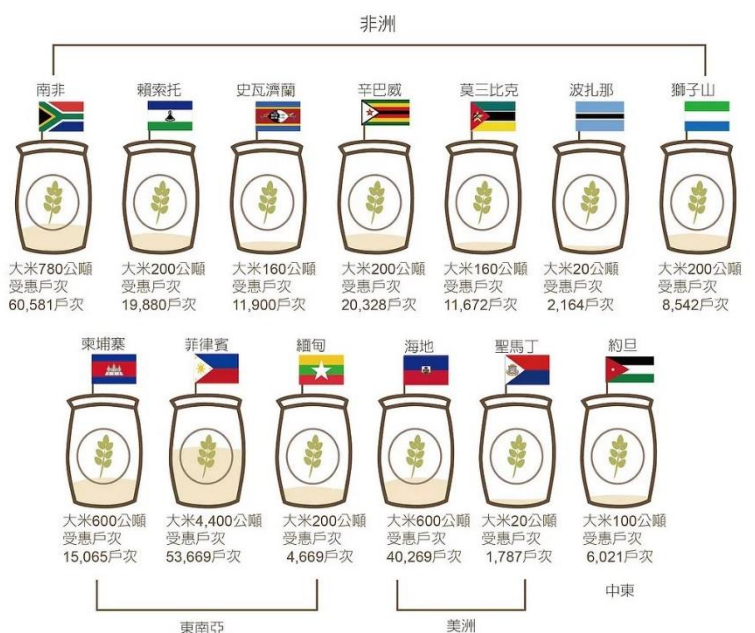 非洲
南非
賴索托
史瓦濟蘭
辛巴威
莫三比克
波扎那
獅子山
大米780公噸
受惠戶次
60,581戶次
大米200公噸
受惠戶次
19,880戶次
大米160公噸
受惠戶次
11,900戶次
大米200公噸
受惠戶次
20,328戶次
大米160公噸
受惠戶次
11,672戶次
大米20公噸
受惠戶次
2,164戶次
大米200公噸
受惠戶次
8,542戶次
柬埔寨
菲律賓
緬甸
海地
聖馬丁
約旦
大米600公噸
受惠戶次
15,065戶次
大米4,400公噸
受惠戶次
53,669戶次
大米200公噸
受惠戶次
4,669戶次
大米600公噸
受惠戶次
40,269戶次
大米20公噸
受惠戶次
1,787戶次
大米100公噸
受惠戶次
6,021戶次
中東
東南亞
美洲